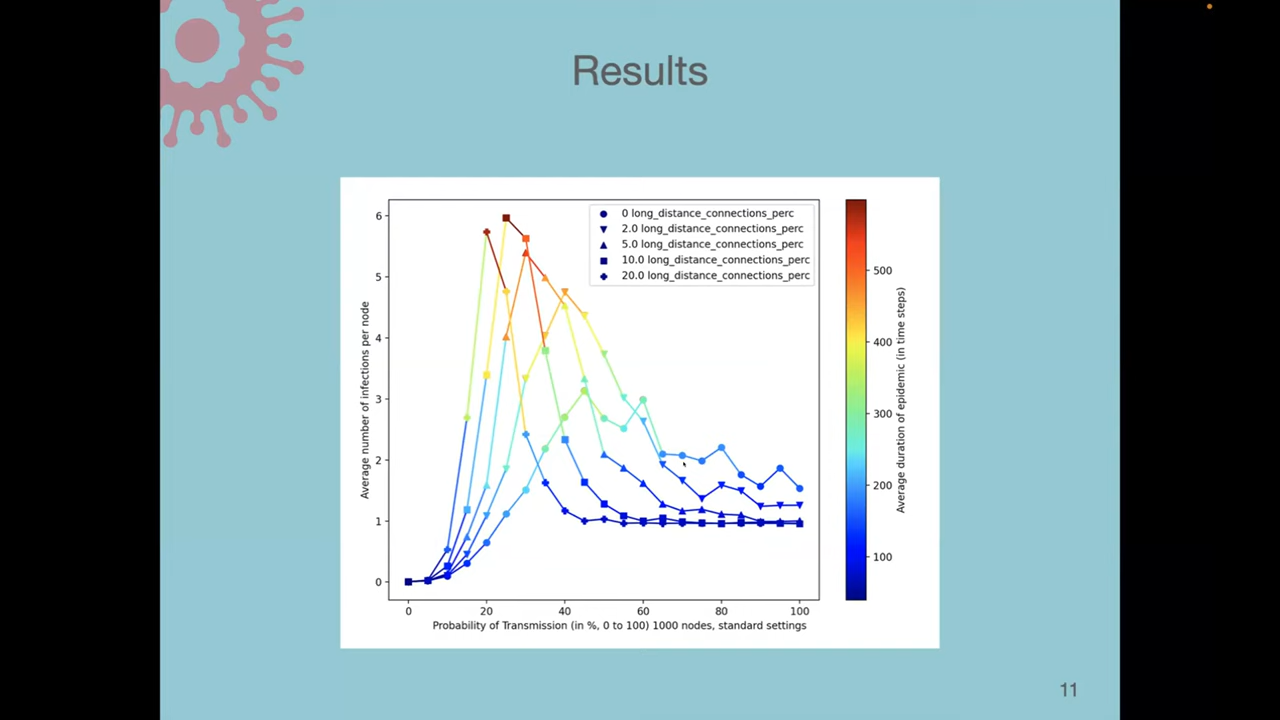 Results
Average number of infections per node
6
5
4
3
2
1
0
0 long_distance_connections_perc
2.0 long_distance_connections_perc
5.0 long_distance_connections_perc
10.0 long_distance_connections_perc
20.0 long_distance_connections_perc
0 20 40 60 80 100
Probability of Transmission (in %, 0 to 100) 1000 nodes, standard settings
500
400
300
200
100
Average duration of epidemic (in time steps)
11